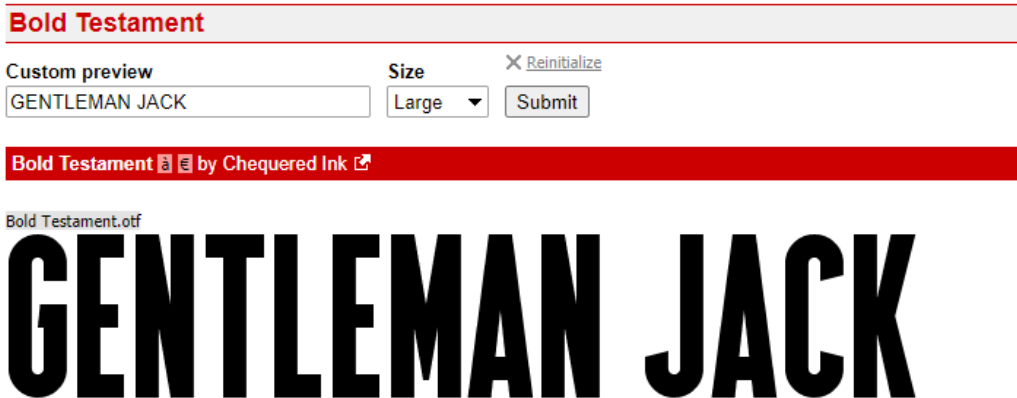 Bold Testament
Reinitialize
Custom preview Size
GENTLEMAN JACK Large Submit
Bold Testament à € by Chequered Ink
Bold Testament.otf
GENTLEMAN JACK